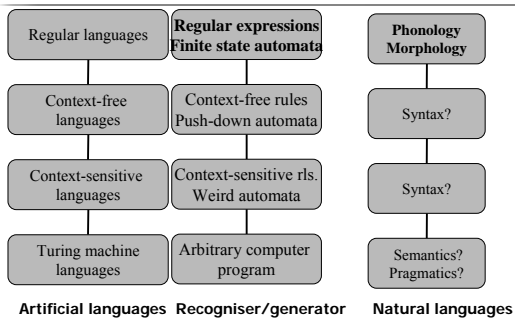 Regular languages
Regular expressions
Finite state automata
Phonology
Morphology
Context-free
languages
Context-free rules
Push-down automata
Syntax?
Context-sensitive
languages
Context-sensitive rls.
Weird automata
Syntax?
Turing machine
languages
Arbitrary computer
program
Semantics?
Pragmatics?
Artificial languages
Recogniser/generator
Natural languages